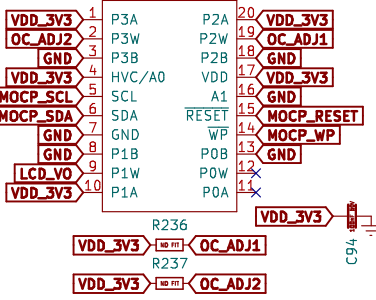 VDD_3V3 1 P3A P2A 20 VDD_3V3
OC_ADJ2 2 P3W P2W 19 OC_ADJ1
GND 3 P3B P2B 18 GND
VDD_3V3 4 HVC/A0 VDD 17 VDD_3V3
MOCP_SCL 5 SCL A1 16 GND
MOCP_SDA 6 SDA RESET 15 MOCP_RESET
GND 7 GND WP 14 MOCP_WP
GND 8 P1B P0B 13 GND
LCD_VO 9 P1W P0W 12
VDD_3V3 10 P1A P0A 11
VDD_3V3
C94
R236
VDD_3V3 NO FIT OC_ADJ1
R237
VDD_3V3 NO FIT OC_ADJ2